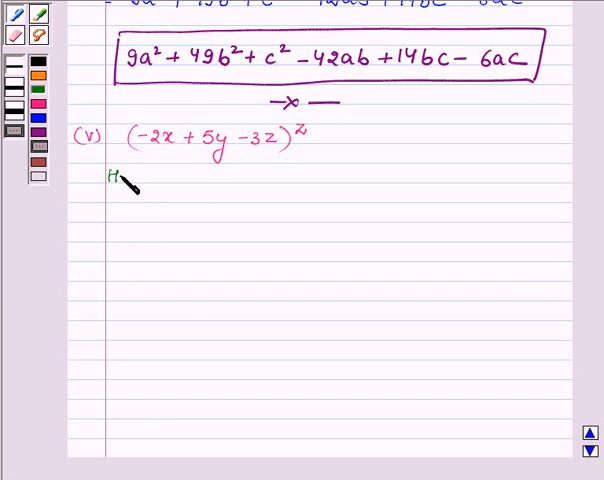 9a² + 49b² + c² - 42ab + 14bc - 6ac
—x—
(V) (-2x + 5y - 3z)²
H